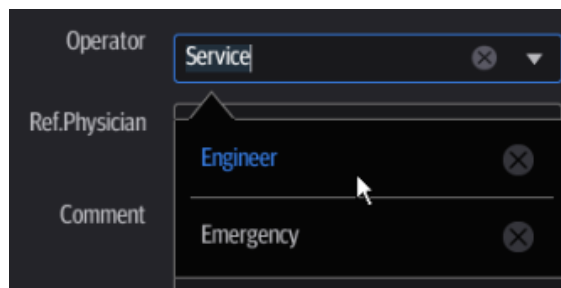 Operator
Service
Ref.Physician
Engineer
Comment
Emergency